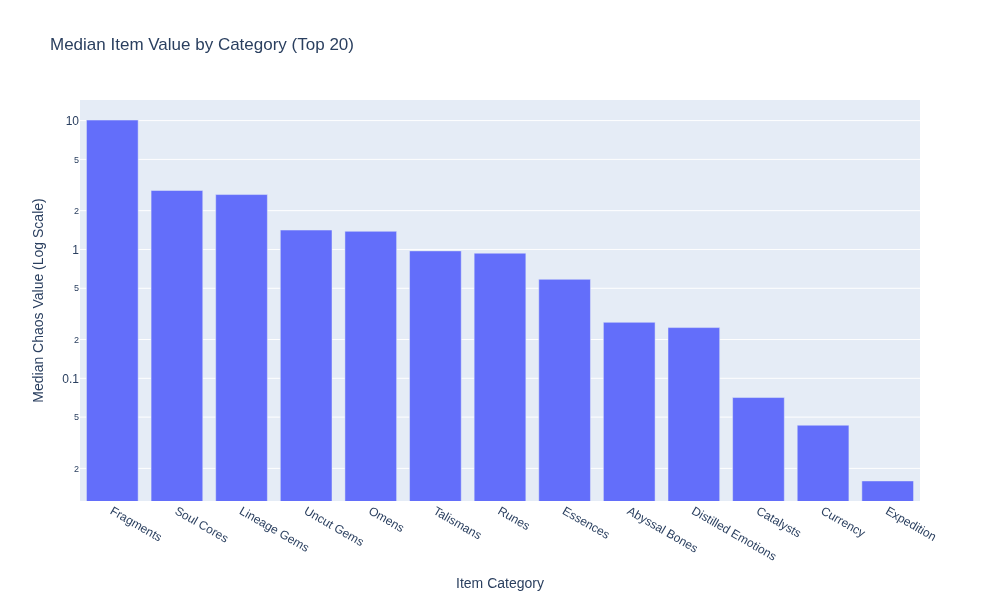 Median Item Value by Category (Top 20)
Median Chaos Value (Log Scale)
10
5
2
1
5
2
0.1
5
2
Fragments
Soul Cores
Lineage Gems
Uncut Gems
Omens
Talismans
Runes
Essences
Abyssal Bones
Distilled Emotions
Catalysts
Currency
Expedition
Item Category